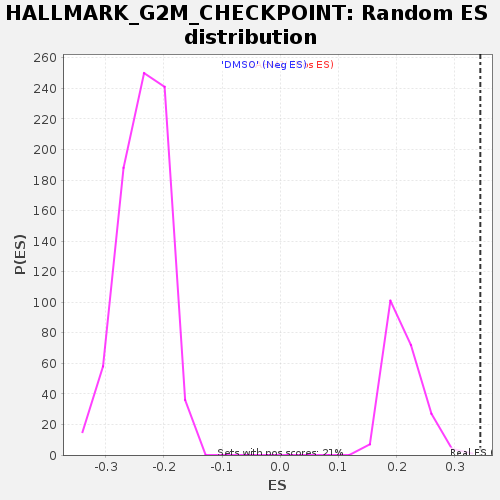 HALLMARK_G2M_CHECKPOINT: Random ES
distribution
'DMSO' (Neg ES) s ES)
260
240
220
200
180
160
140
120
100
80
60
40
20
0
P(ES)
Sets with pos scores: 21%
Real ES
-0.3 -0.2 -0.1 0.0 0.1 0.2 0.3
ES